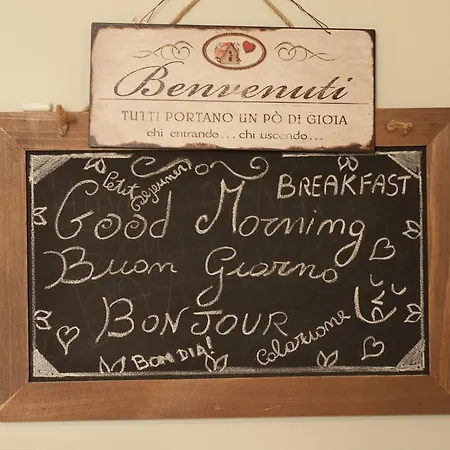 Benvenuti
TUTTI PORTANO UN PÒ DI GIOIA
chi entrando... chi uscendo...
Petit Dejeuner
BREAKFAST
Good Morning
Buon Giorno
BONJOUR
BOM DIA!
Colazione